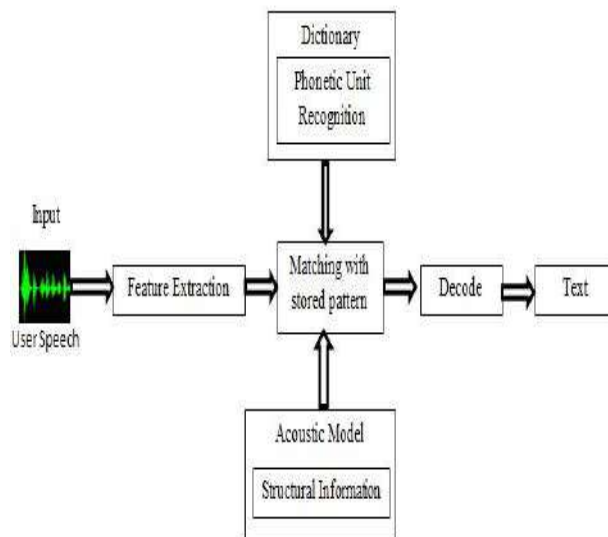 Dictionary
Phonetic Unit
Recognition
Input
User Speech
Feature Extraction
Matching with
stored pattern
Decode
Text
Acoustic Model
Structural Information